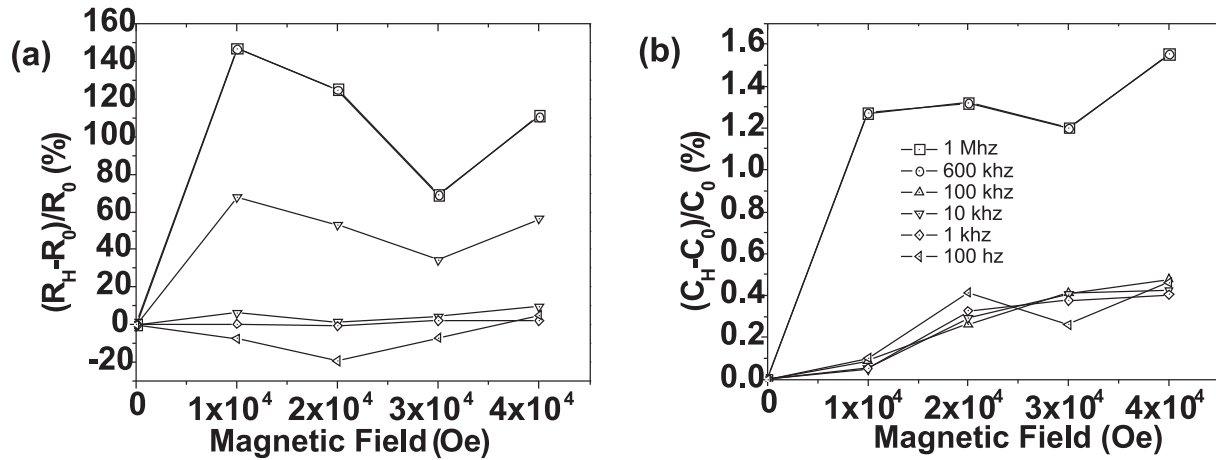 (a)
(R_H-R_0)/R_0 (%)
160
140
120
100
80
60
40
20
0
-20
0 1x10^4 2x10^4 3x10^4 4x10^4
Magnetic Field (Oe)
(b)
(C_H-C_0)/C_0 (%)
1.6
1.4
1.2
1.0
0.8
0.6
0.4
0.2
0.0
1 Mhz
600 khz
100 khz
10 khz
1 khz
100 hz
0 1x10^4 2x10^4 3x10^4 4x10^4
Magnetic Field (Oe)